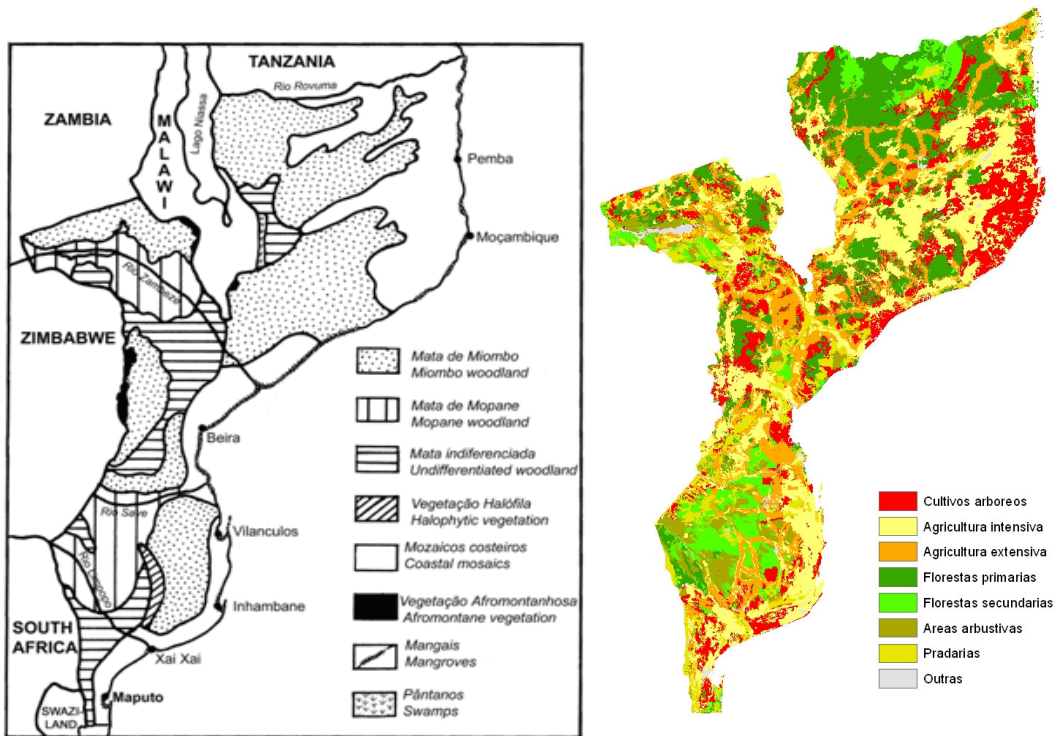 TANZANIA
Rio Rovuma
ZAMBIA
MALAWI
Lago Niassa
Pemba
Moçambique
Rio Zambeze
ZIMBABWE
Mata de Miombo
Miombo woodland
Mata de Mopane
Mopane woodland
Beira
Mata indiferenciada
Undifferentiated woodland
Rio Save
Vegetação Halófila
Halophytic vegetation
Vilanculos
Mozaicos costeiros
Coastal mosaics
Rio Limpopo
Vegetação Afromontanhosa
Afromontane vegetation
Inhambane
SOUTH
AFRICA
Xai Xai
Mangais
Mangroves
Maputo
Pântanos
Swamps
SWAZI-
LAND
Cultivos arboreos
Agricultura intensiva
Agricultura extensiva
Florestas primarias
Florestas secundarias
Areas arbustivas
Pradarias
Outras